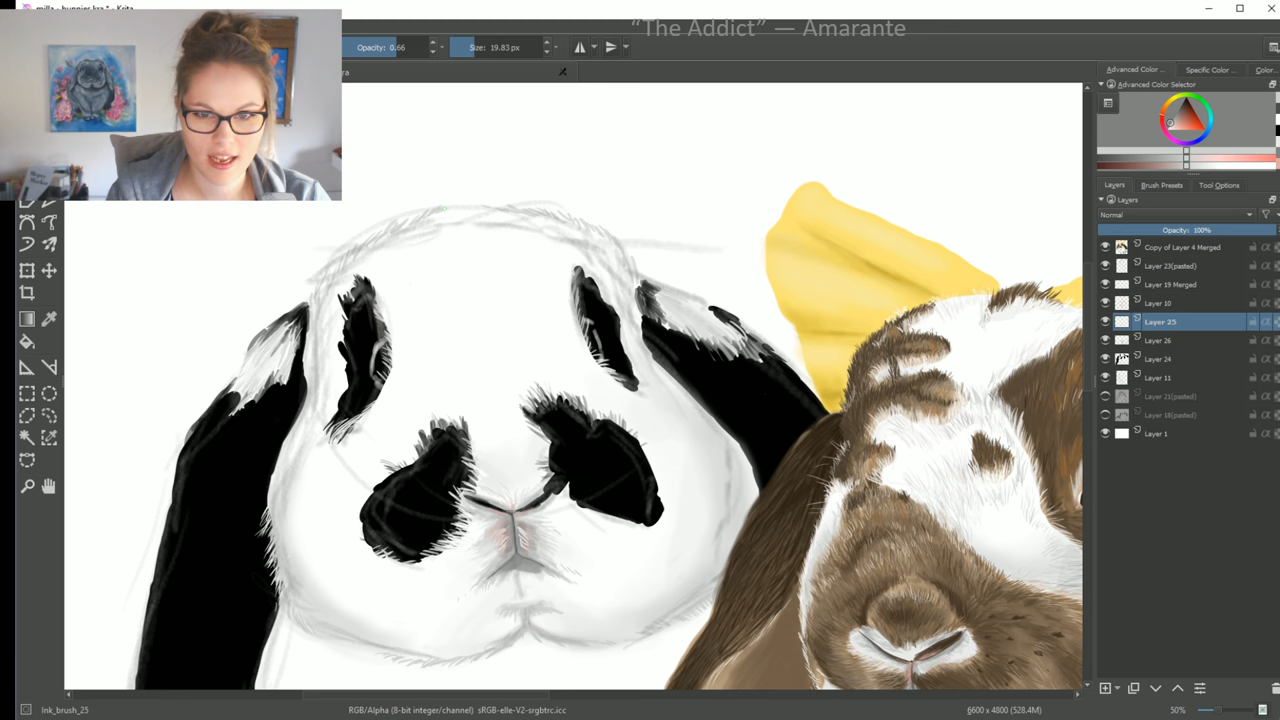 milla - bunnies.kra * - Krita
“The Addict” — Amarante
Opacity: 0.66
Size: 19.83 px
Advanced Color ...
Specific Color ...
Color...
Advanced Color Selector
Layers
Brush Presets
Tool Options
Layers
Normal
Opacity: 100%
Copy of Layer 4 Merged
Layer 23(pasted)
Layer 19 Merged
Layer 10
Layer 25
Layer 26
Layer 24
Layer 11
Layer 21(pasted)
Layer 18(pasted)
Layer 1
Ink_brush_25
RGB/Alpha (8-bit integer/channel) sRGB-elle-V2-srgbtrc.icc
6600 x 4800 (528.4M)
50%